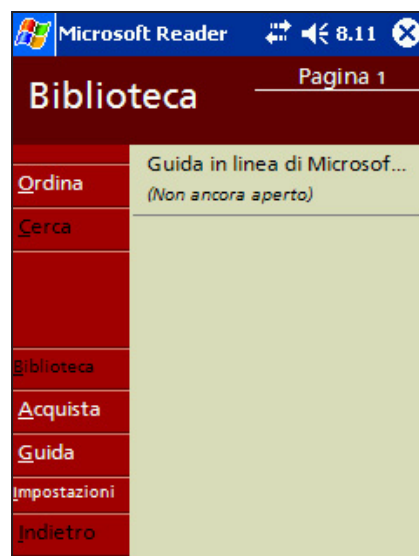 Microsoft Reader 8.11
Biblioteca
Pagina 1
Ordina
Cerca
Biblioteca
Acquista
Guida
Impostazioni
Indietro
Guida in linea di Microsof...
(Non ancora aperto)